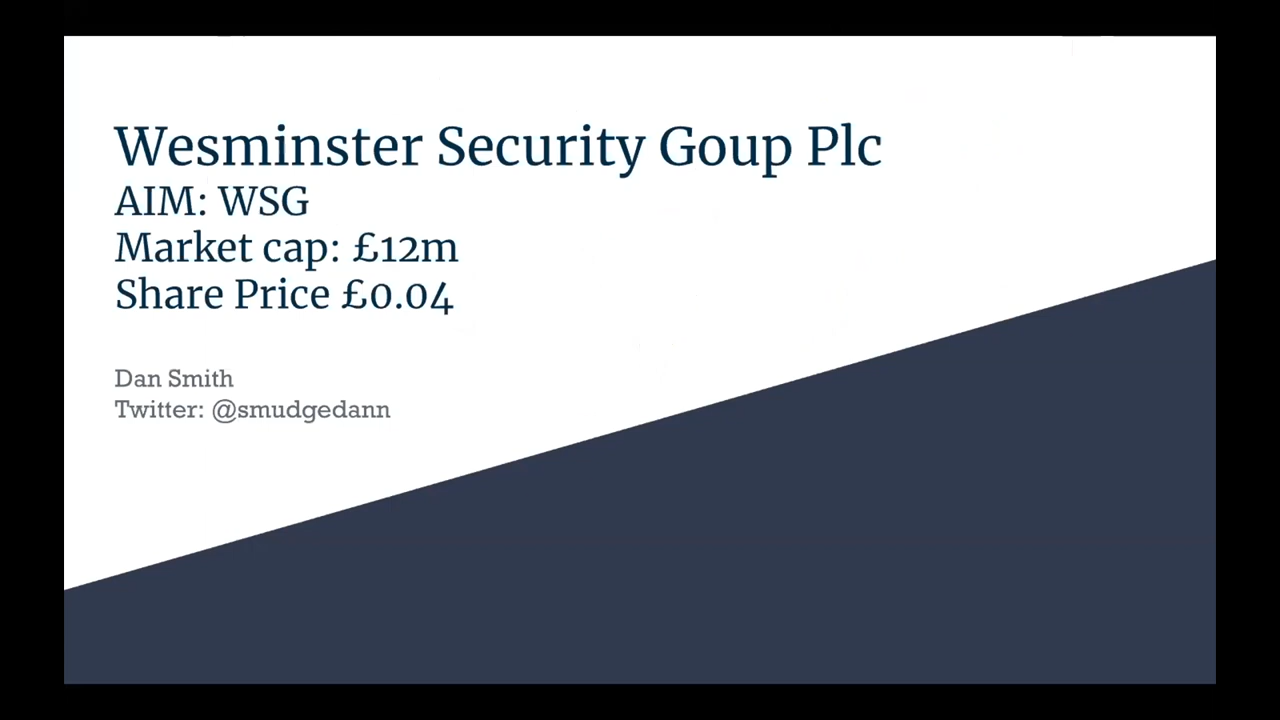 Wesminster Security Goup Plc
AIM: WSG
Market cap: £12m
Share Price £0.04
Dan Smith
Twitter: @smudgedann